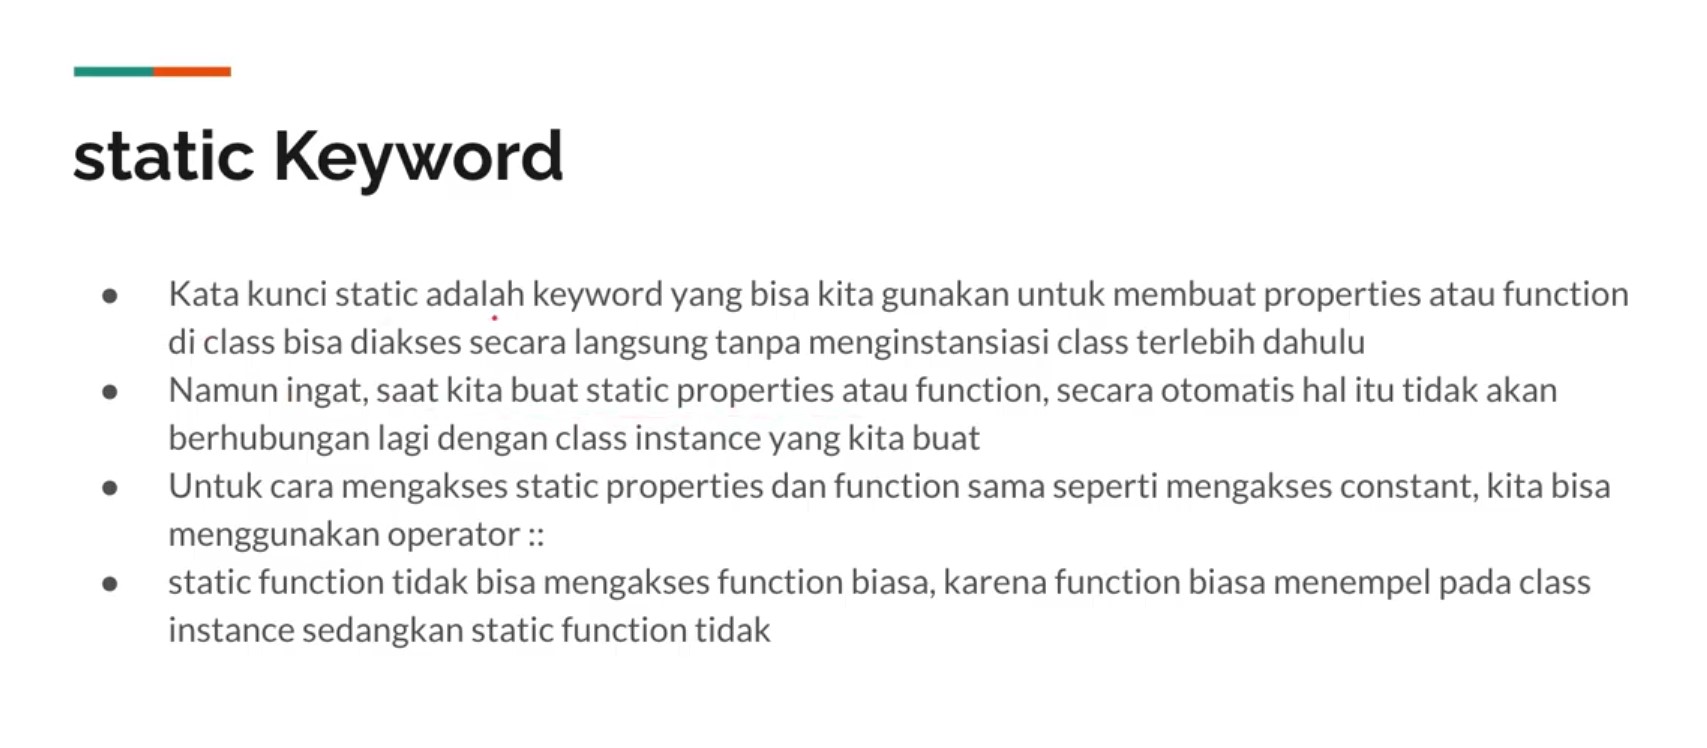 static Keyword
● Kata kunci static adalah keyword yang bisa kita gunakan untuk membuat properties atau function
di class bisa diakses secara langsung tanpa menginstansiasi class terlebih dahulu
● Namun ingat, saat kita buat static properties atau function, secara otomatis hal itu tidak akan
berhubungan lagi dengan class instance yang kita buat
● Untuk cara mengakses static properties dan function sama seperti mengakses constant, kita bisa
menggunakan operator ::
● static function tidak bisa mengakses function biasa, karena function biasa menempel pada class
instance sedangkan static function tidak